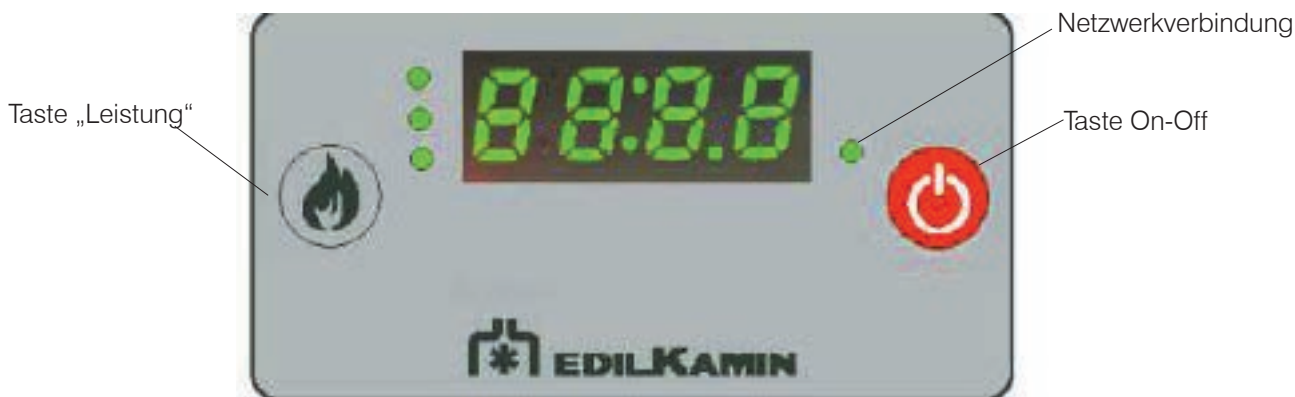 Netzwerkverbindung
Taste „Leistung“
88:8.8
Taste On-Off
EDILKAMIN